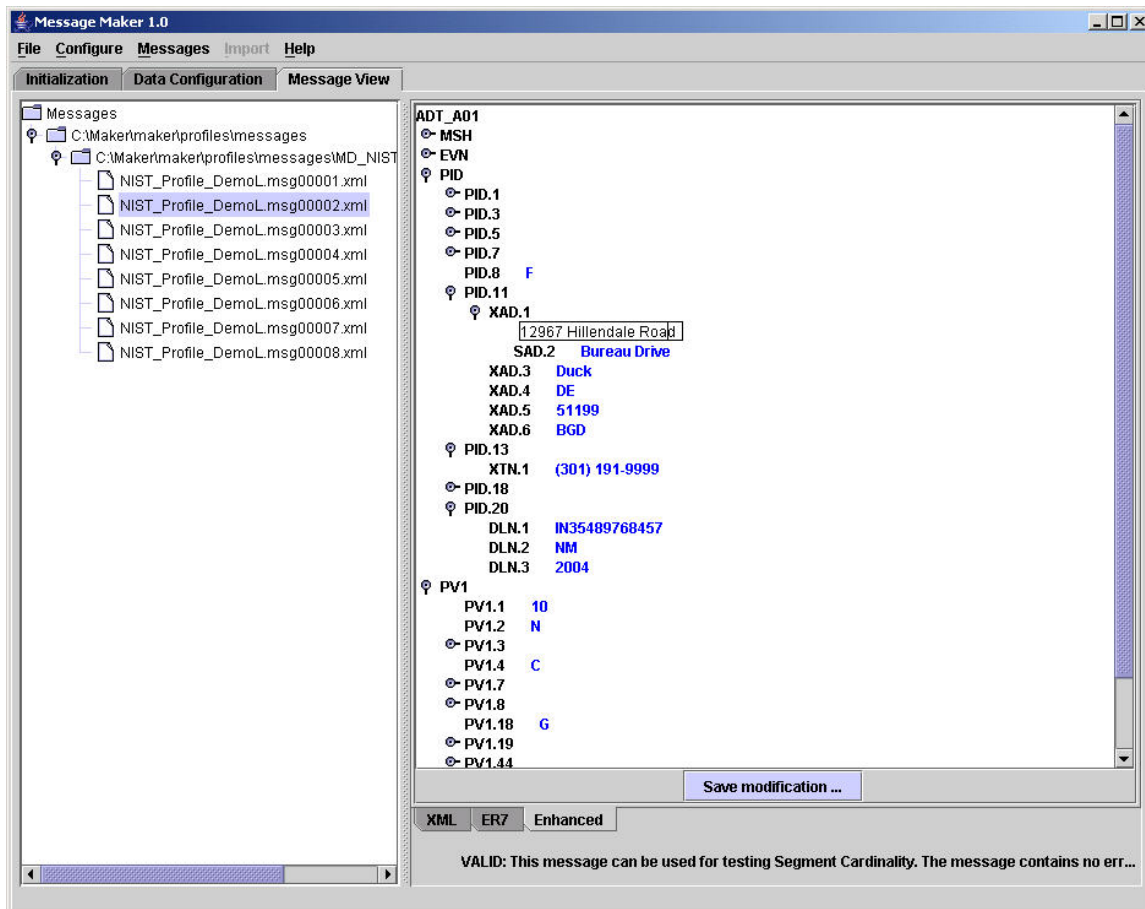 Message Maker 1.0
File Configure Messages Import Help
Initialization Data Configuration Message View
Messages
C:\Maker\maker\profiles\messages
C:\Maker\maker\profiles\messages\MD_NIST
NIST_Profile_DemoL.msg00001.xml
NIST_Profile_DemoL.msg00002.xml
NIST_Profile_DemoL.msg00003.xml
NIST_Profile_DemoL.msg00004.xml
NIST_Profile_DemoL.msg00005.xml
NIST_Profile_DemoL.msg00006.xml
NIST_Profile_DemoL.msg00007.xml
NIST_Profile_DemoL.msg00008.xml
ADT_A01
MSH
EVN
PID
PID.1
PID.3
PID.5
PID.7
PID.8 F
PID.11
XAD.1
12967 Hillendale Road
SAD.2 Bureau Drive
XAD.3 Duck
XAD.4 DE
XAD.5 51199
XAD.6 BGD
PID.13
XTN.1 (301) 191-9999
PID.18
PID.20
DLN.1 IN35489768457
DLN.2 NM
DLN.3 2004
PV1
PV1.1 10
PV1.2 N
PV1.3
PV1.4 C
PV1.7
PV1.8
PV1.18 G
PV1.19
PV1.44
Save modification ...
XML ER7 Enhanced
VALID: This message can be used for testing Segment Cardinality. The message contains no err...